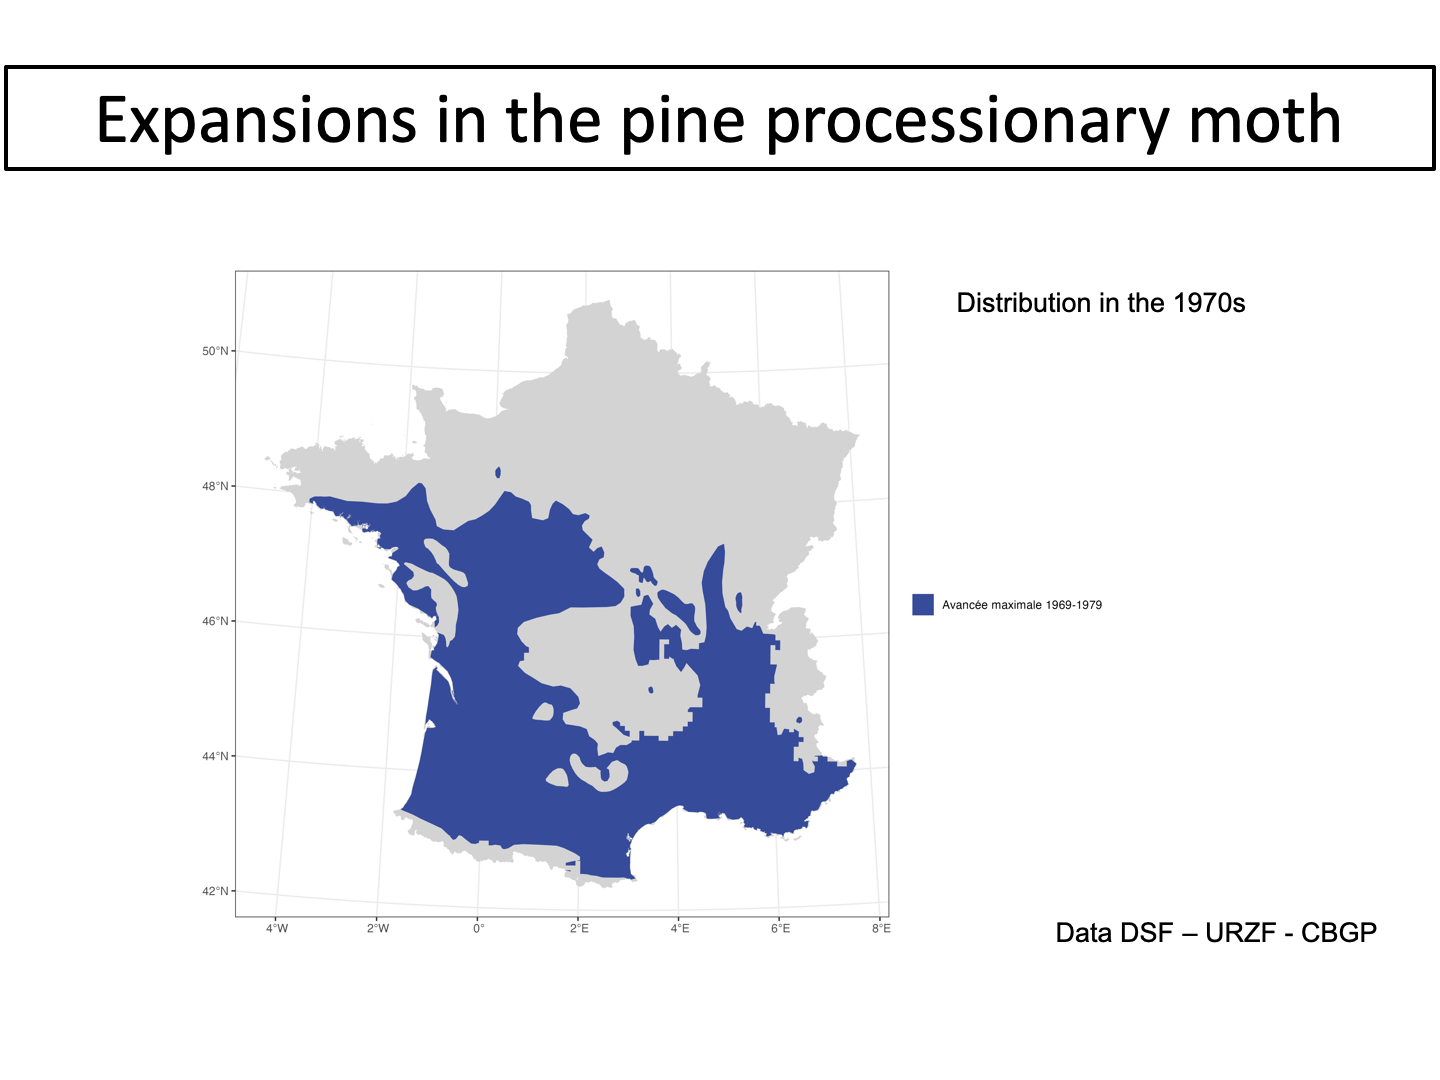 Expansions in the pine processionary moth
Distribution in the 1970s
50°N
48°N
46°N
44°N
42°N
4°W 2°W 0° 2°E 4°E 6°E 8°E
Avancée maximale 1969-1979
Data DSF – URZF - CBGP